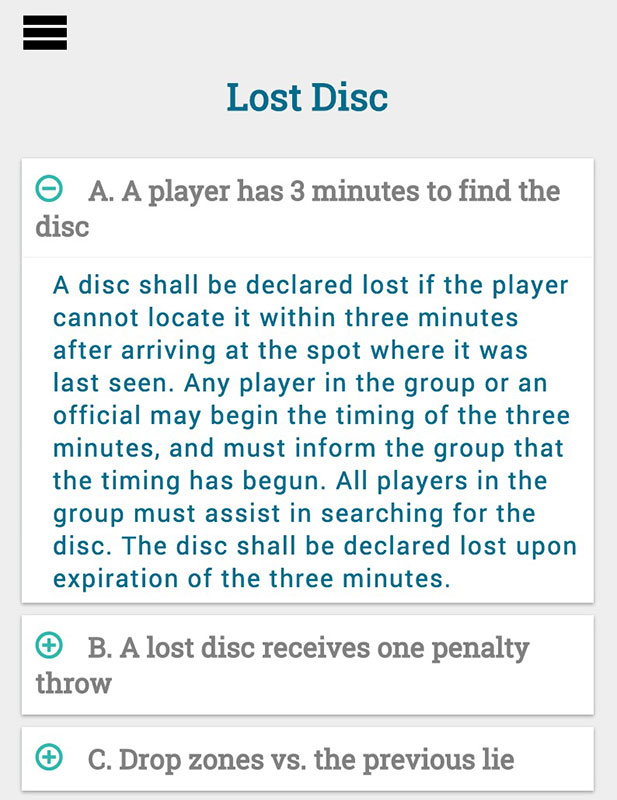 Lost Disc
A. A player has 3 minutes to find the
disc
A disc shall be declared lost if the player
cannot locate it within three minutes
after arriving at the spot where it was
last seen. Any player in the group or an
official may begin the timing of the three
minutes, and must inform the group that
the timing has begun. All players in the
group must assist in searching for the
disc. The disc shall be declared lost upon
expiration of the three minutes.
B. A lost disc receives one penalty
throw
C. Drop zones vs. the previous lie